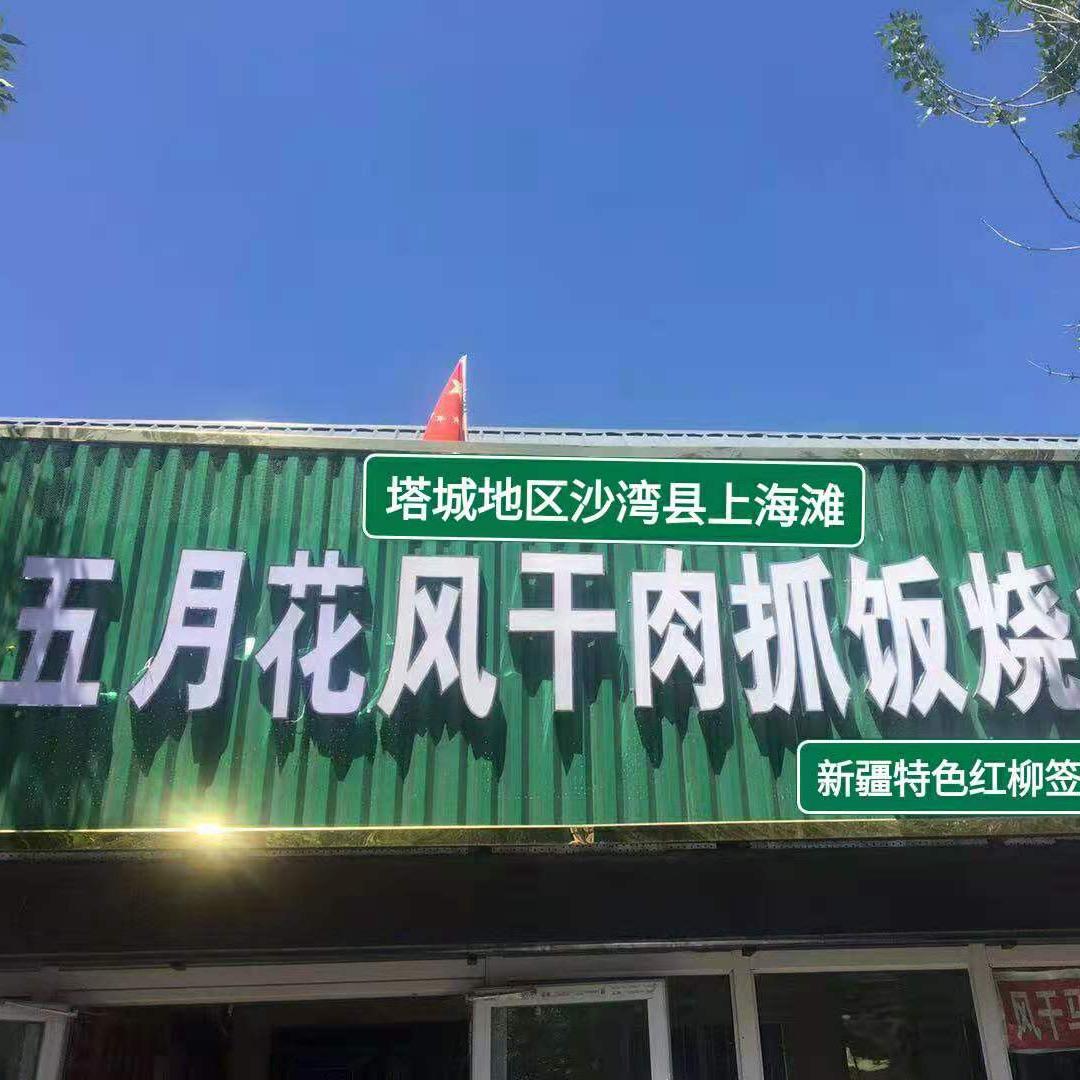 塔城地区沙湾县上海滩
五月花风干肉抓饭烧
新疆特色红柳签
风干马